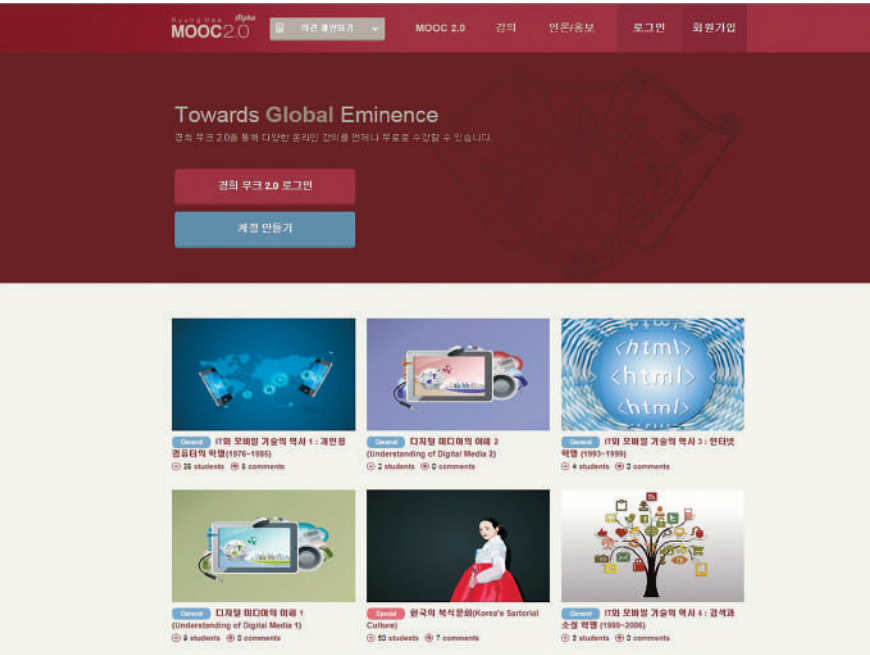 Kyung Hee Alpha
MOOC2.0
의견 제안하기
MOOC 2.0
강의
언론/홍보
로그인
회원가입
Towards Global Eminence
경희 무크 2.0을 통해 다양한 온라인 강의를 언제나 무료로 수강할 수 있습니다.
경희 무크 2.0 로그인
계정 만들기
<html>
<html>
<html>
General IT와 모바일 기술의 역사 1 : 개인용
컴퓨터의 혁명(1976~1986)
38 students 8 comments
General 디지털 미디어의 이해 2
(Understanding of Digital Media 2)
2 students 0 comments
General IT와 모바일 기술의 역사 3 : 인터넷
혁명 (1993~1999)
4 students 0 comments
General 디지털 미디어의 이해 1
(Understanding of Digital Media 1)
9 students 0 comments
Special 한국의 복식문화(Korea's Sartorial
Culture)
53 students 7 comments
General IT와 모바일 기술의 역사 4 : 검색과
소셜 혁명 (1999~2006)
3 students 0 comments